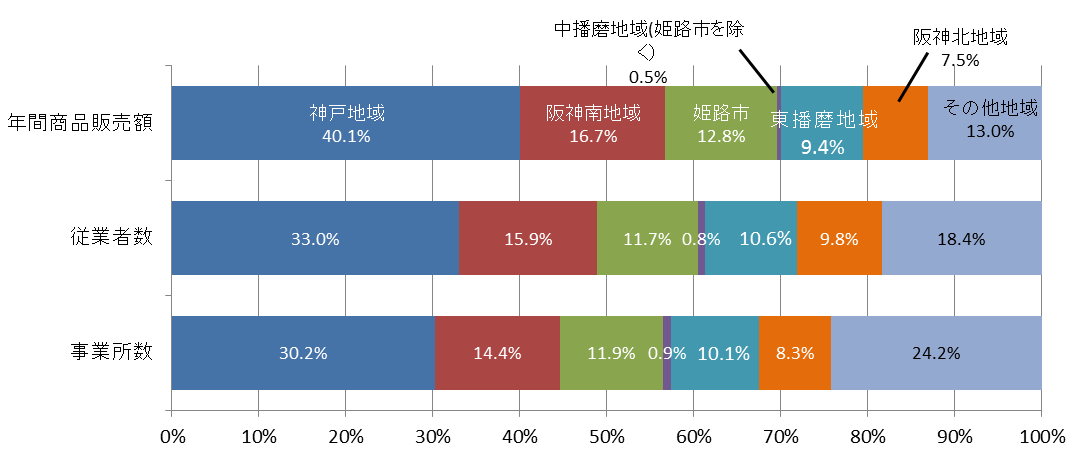 中播磨地域(姫路市を除
く)
0.5%
阪神北地域
7.5%
年間商品販売額
神戸地域
40.1%
阪神南地域
16.7%
姫路市
12.8%
東播磨地域
9.4%
その他地域
13.0%
従業者数
33.0%
15.9%
11.7%
0.8%
10.6%
9.8%
18.4%
事業所数
30.2%
14.4%
11.9%
0.9%
10.1%
8.3%
24.2%
0%
10%
20%
30%
40%
50%
60%
70%
80%
90%
100%